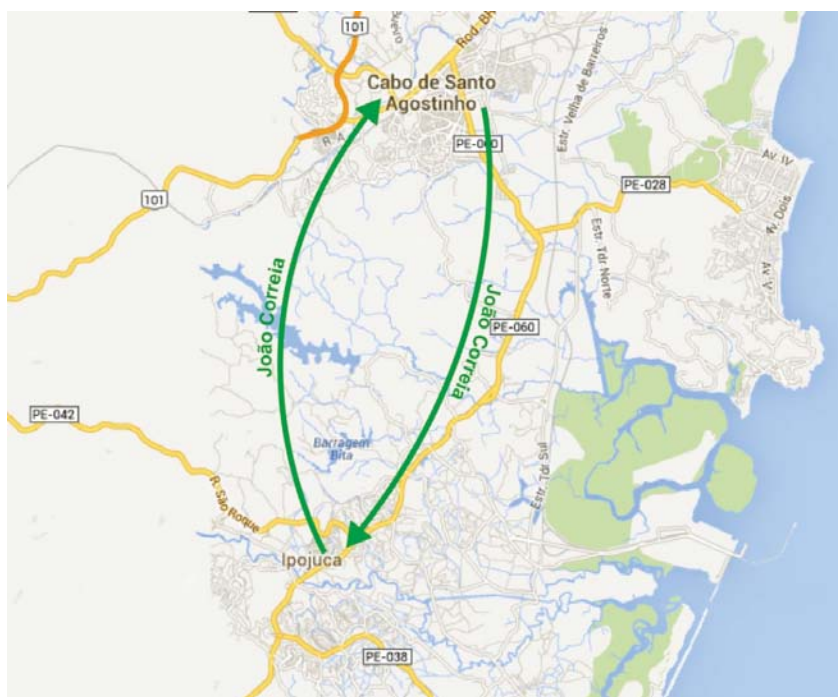 101
Rod. BR
Cabo de Santo
Agostinho
R. A
PE-060
Estr. Velha de Barreiros
Av. IV
PE-028
Av. Dois
101
Estr. Tdr Norte
Av. V
João Correia
João Correia
PE-060
PE-042
Barragem
Bita
Estr. Tdr Sul
R. São Roque
Ipojuca
PE-038